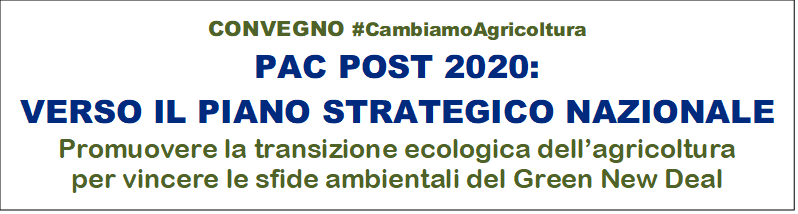 CONVEGNO #CambiamoAgricoltura
PAC POST 2020:
VERSO IL PIANO STRATEGICO NAZIONALE
Promuovere la transizione ecologica dell’agricoltura
per vincere le sfide ambientali del Green New Deal